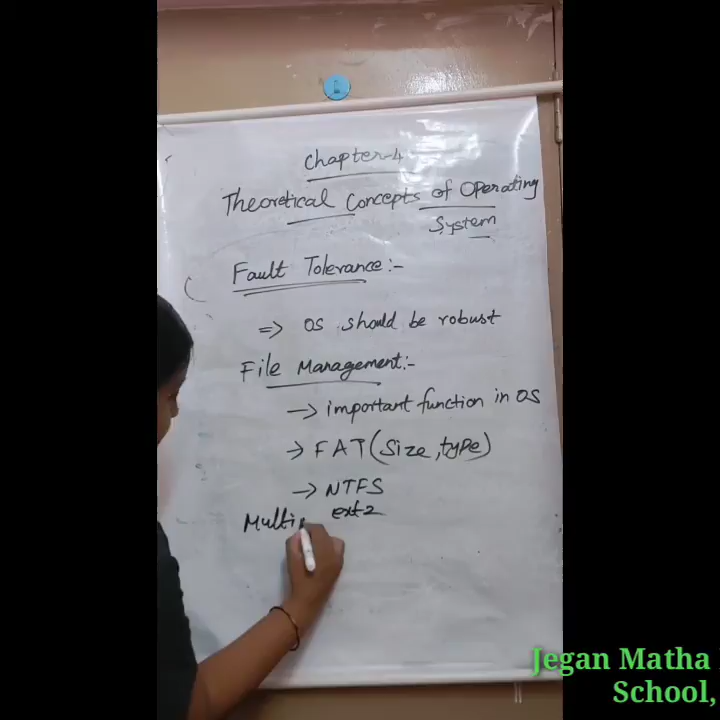 Chapter-4
Theoretical Concepts of Operating
System
Fault Tolerance:-
=> OS should be robust
File Management:-
-> important function in OS
-> FAT (Size, type)
-> NTFS
ext2
Multi
Jegan Matha
School,